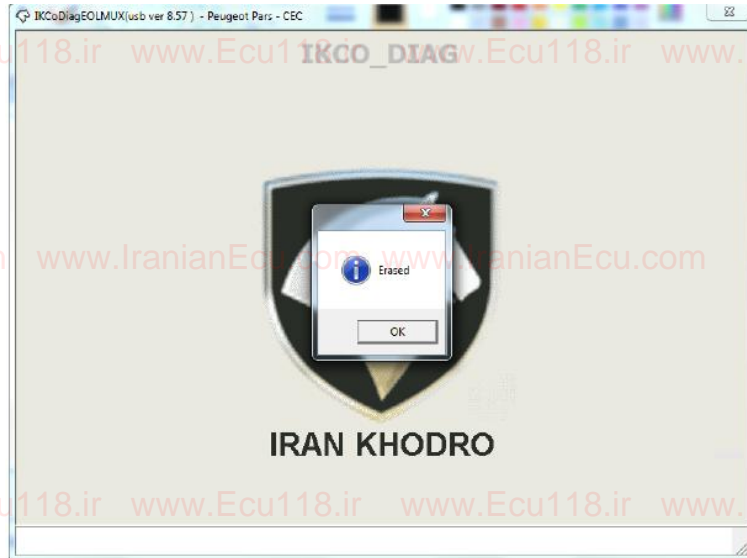 IKCoDiagEOLMUX(usb ver 8.57 ) - Peugeot Pars - CEC
u118.ir www.Ecu118.ir www.Ecu118.ir www.
IKCO_DIAG
www.IranianEcu.com www.IranianEcu.com
Erased
OK
IRAN KHODRO
u118.ir www.Ecu118.ir www.Ecu118.ir www.